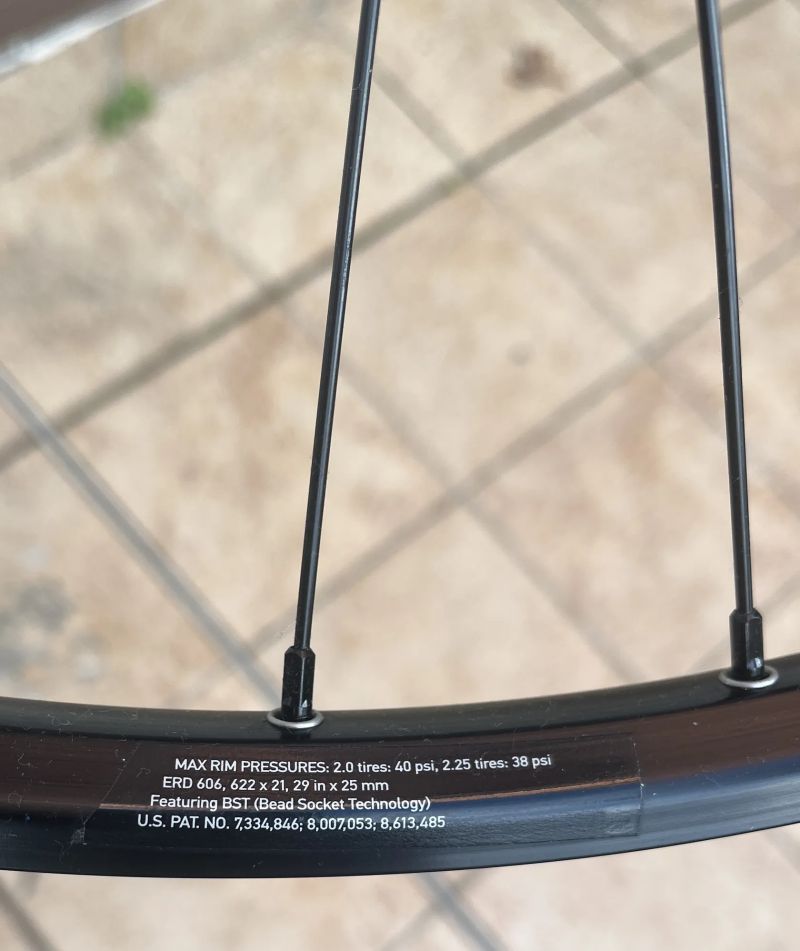 MAX RIM PRESSURES: 2.0 tires: 40 psi, 2.25 tires: 38 psi
ERD 606, 622 x 21, 29 in x 25 mm
Featuring BST (Bead Socket Technology)
U.S. PAT. NO. 7,334,846; 8,007,053; 8,613,485